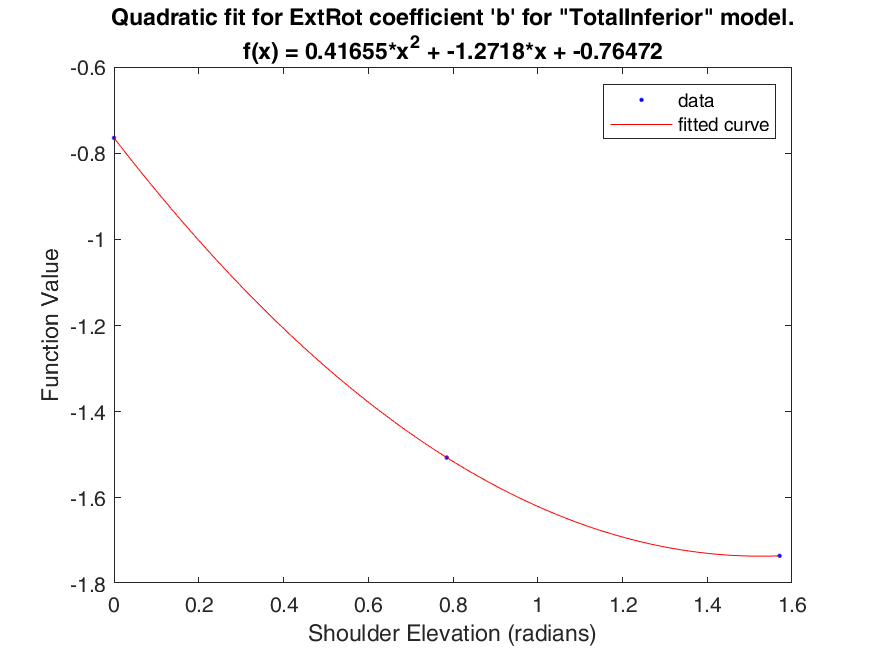 Quadratic fit for ExtRot coefficient 'b' for "TotalInferior" model.
f(x) = 0.41655*x^2 + -1.2718*x + -0.76472
data
fitted curve
-0.6
-0.8
-1
-1.2
-1.4
-1.6
-1.8
Function Value
0 0.2 0.4 0.6 0.8 1 1.2 1.4 1.6
Shoulder Elevation (radians)